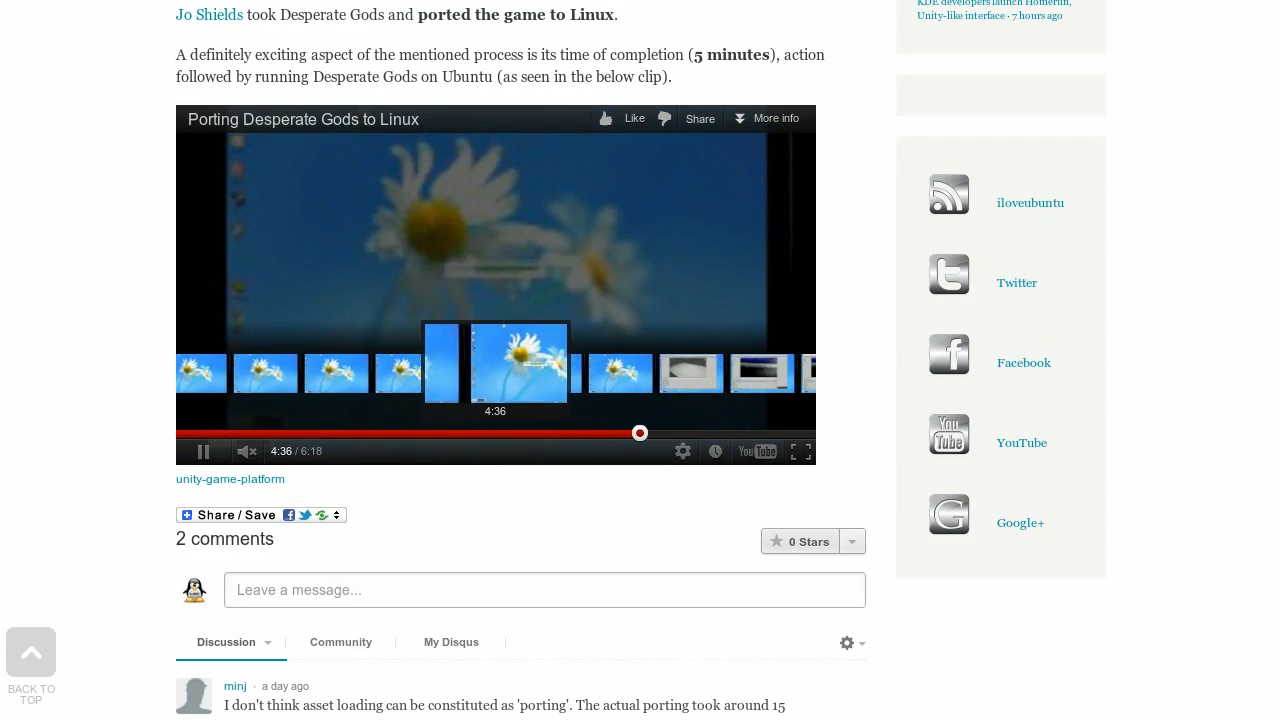 KDE developers launch Homerun,
Unity-like interface · 7 hours ago
Jo Shields took Desperate Gods and ported the game to Linux.
A definitely exciting aspect of the mentioned process is its time of completion (5 minutes), action
followed by running Desperate Gods on Ubuntu (as seen in the below clip).
Porting Desperate Gods to Linux
Like
Share
More info
4:36
4:36 / 6:18
You Tube
unity-game-platform
Share / Save
2 comments
0 Stars
Leave a message...
Discussion
Community
My Disqus
minj · a day ago
I don't think asset loading can be constituted as 'porting'. The actual porting took around 15
BACK TO
TOP
iloveubuntu
Twitter
Facebook
You
Tube
YouTube
Google+